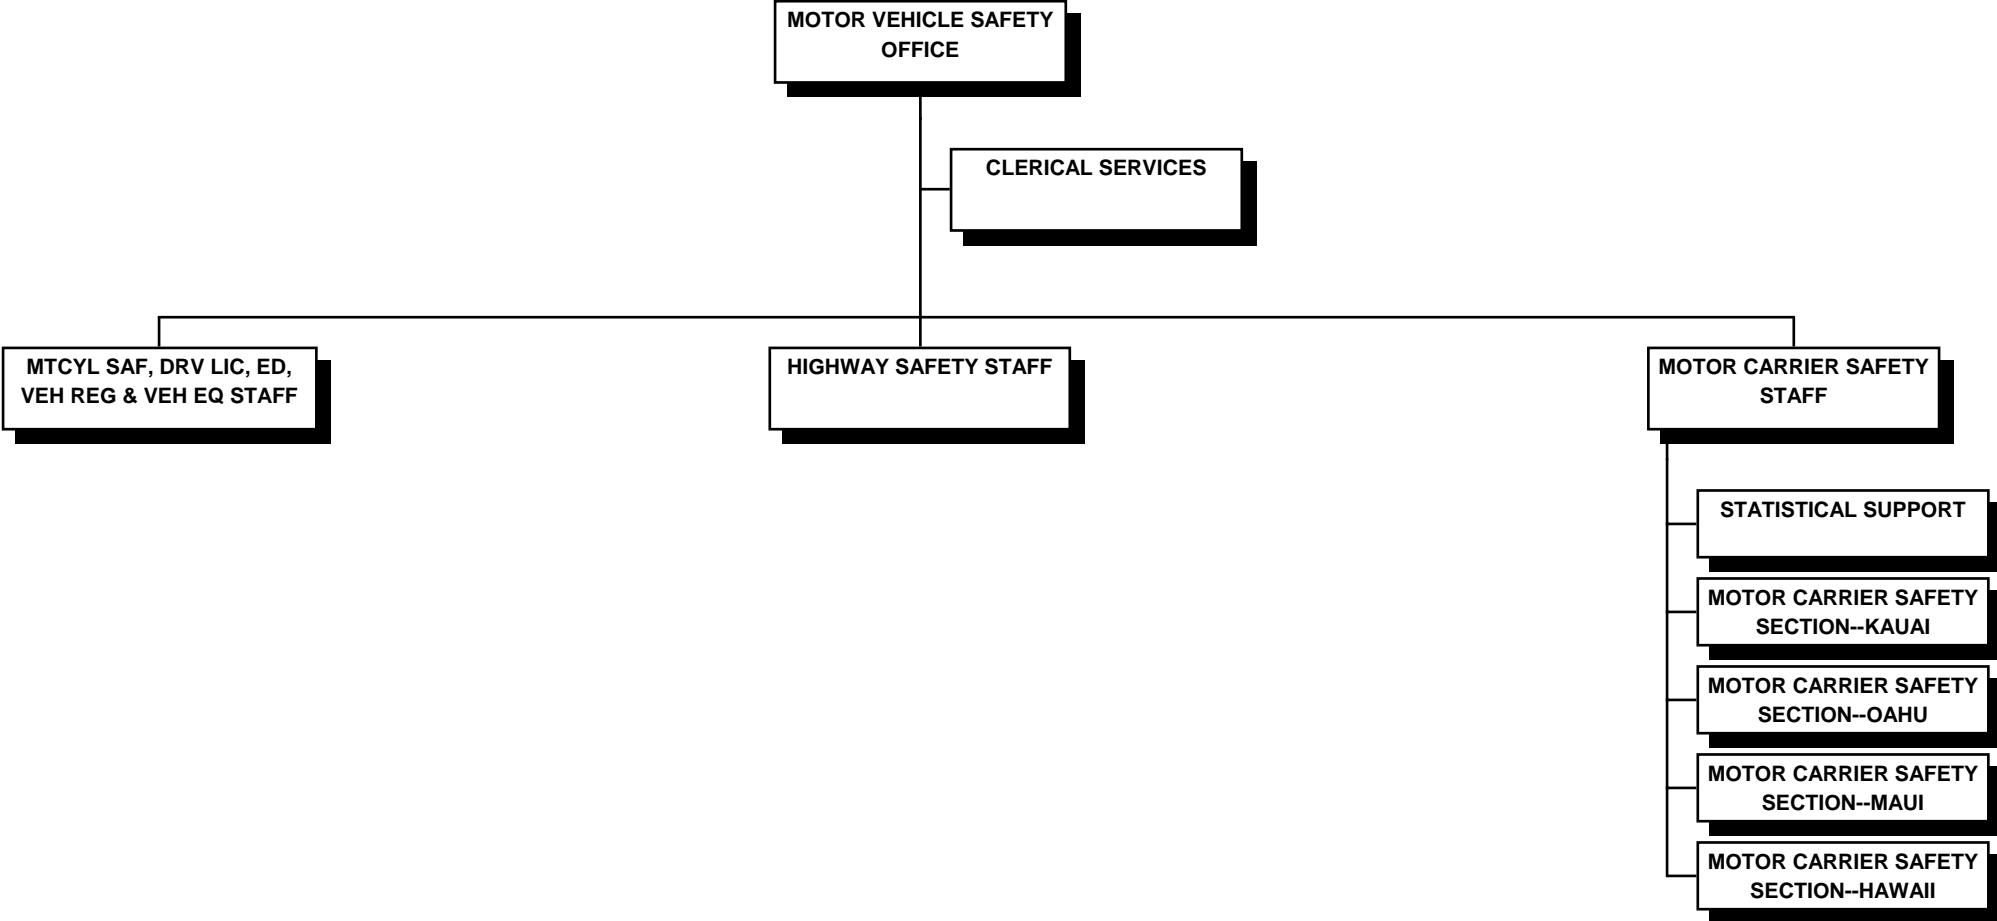 MOTOR VEHICLE SAFETY
OFFICE
CLERICAL SERVICES
MTCYL SAF, DRV LIC, ED,
VEH REG & VEH EQ STAFF
HIGHWAY SAFETY STAFF
MOTOR CARRIER SAFETY
STAFF
STATISTICAL SUPPORT
MOTOR CARRIER SAFETY
SECTION--KAUAI
MOTOR CARRIER SAFETY
SECTION--OAHU
MOTOR CARRIER SAFETY
SECTION--MAUI
MOTOR CARRIER SAFETY
SECTION--HAWAII